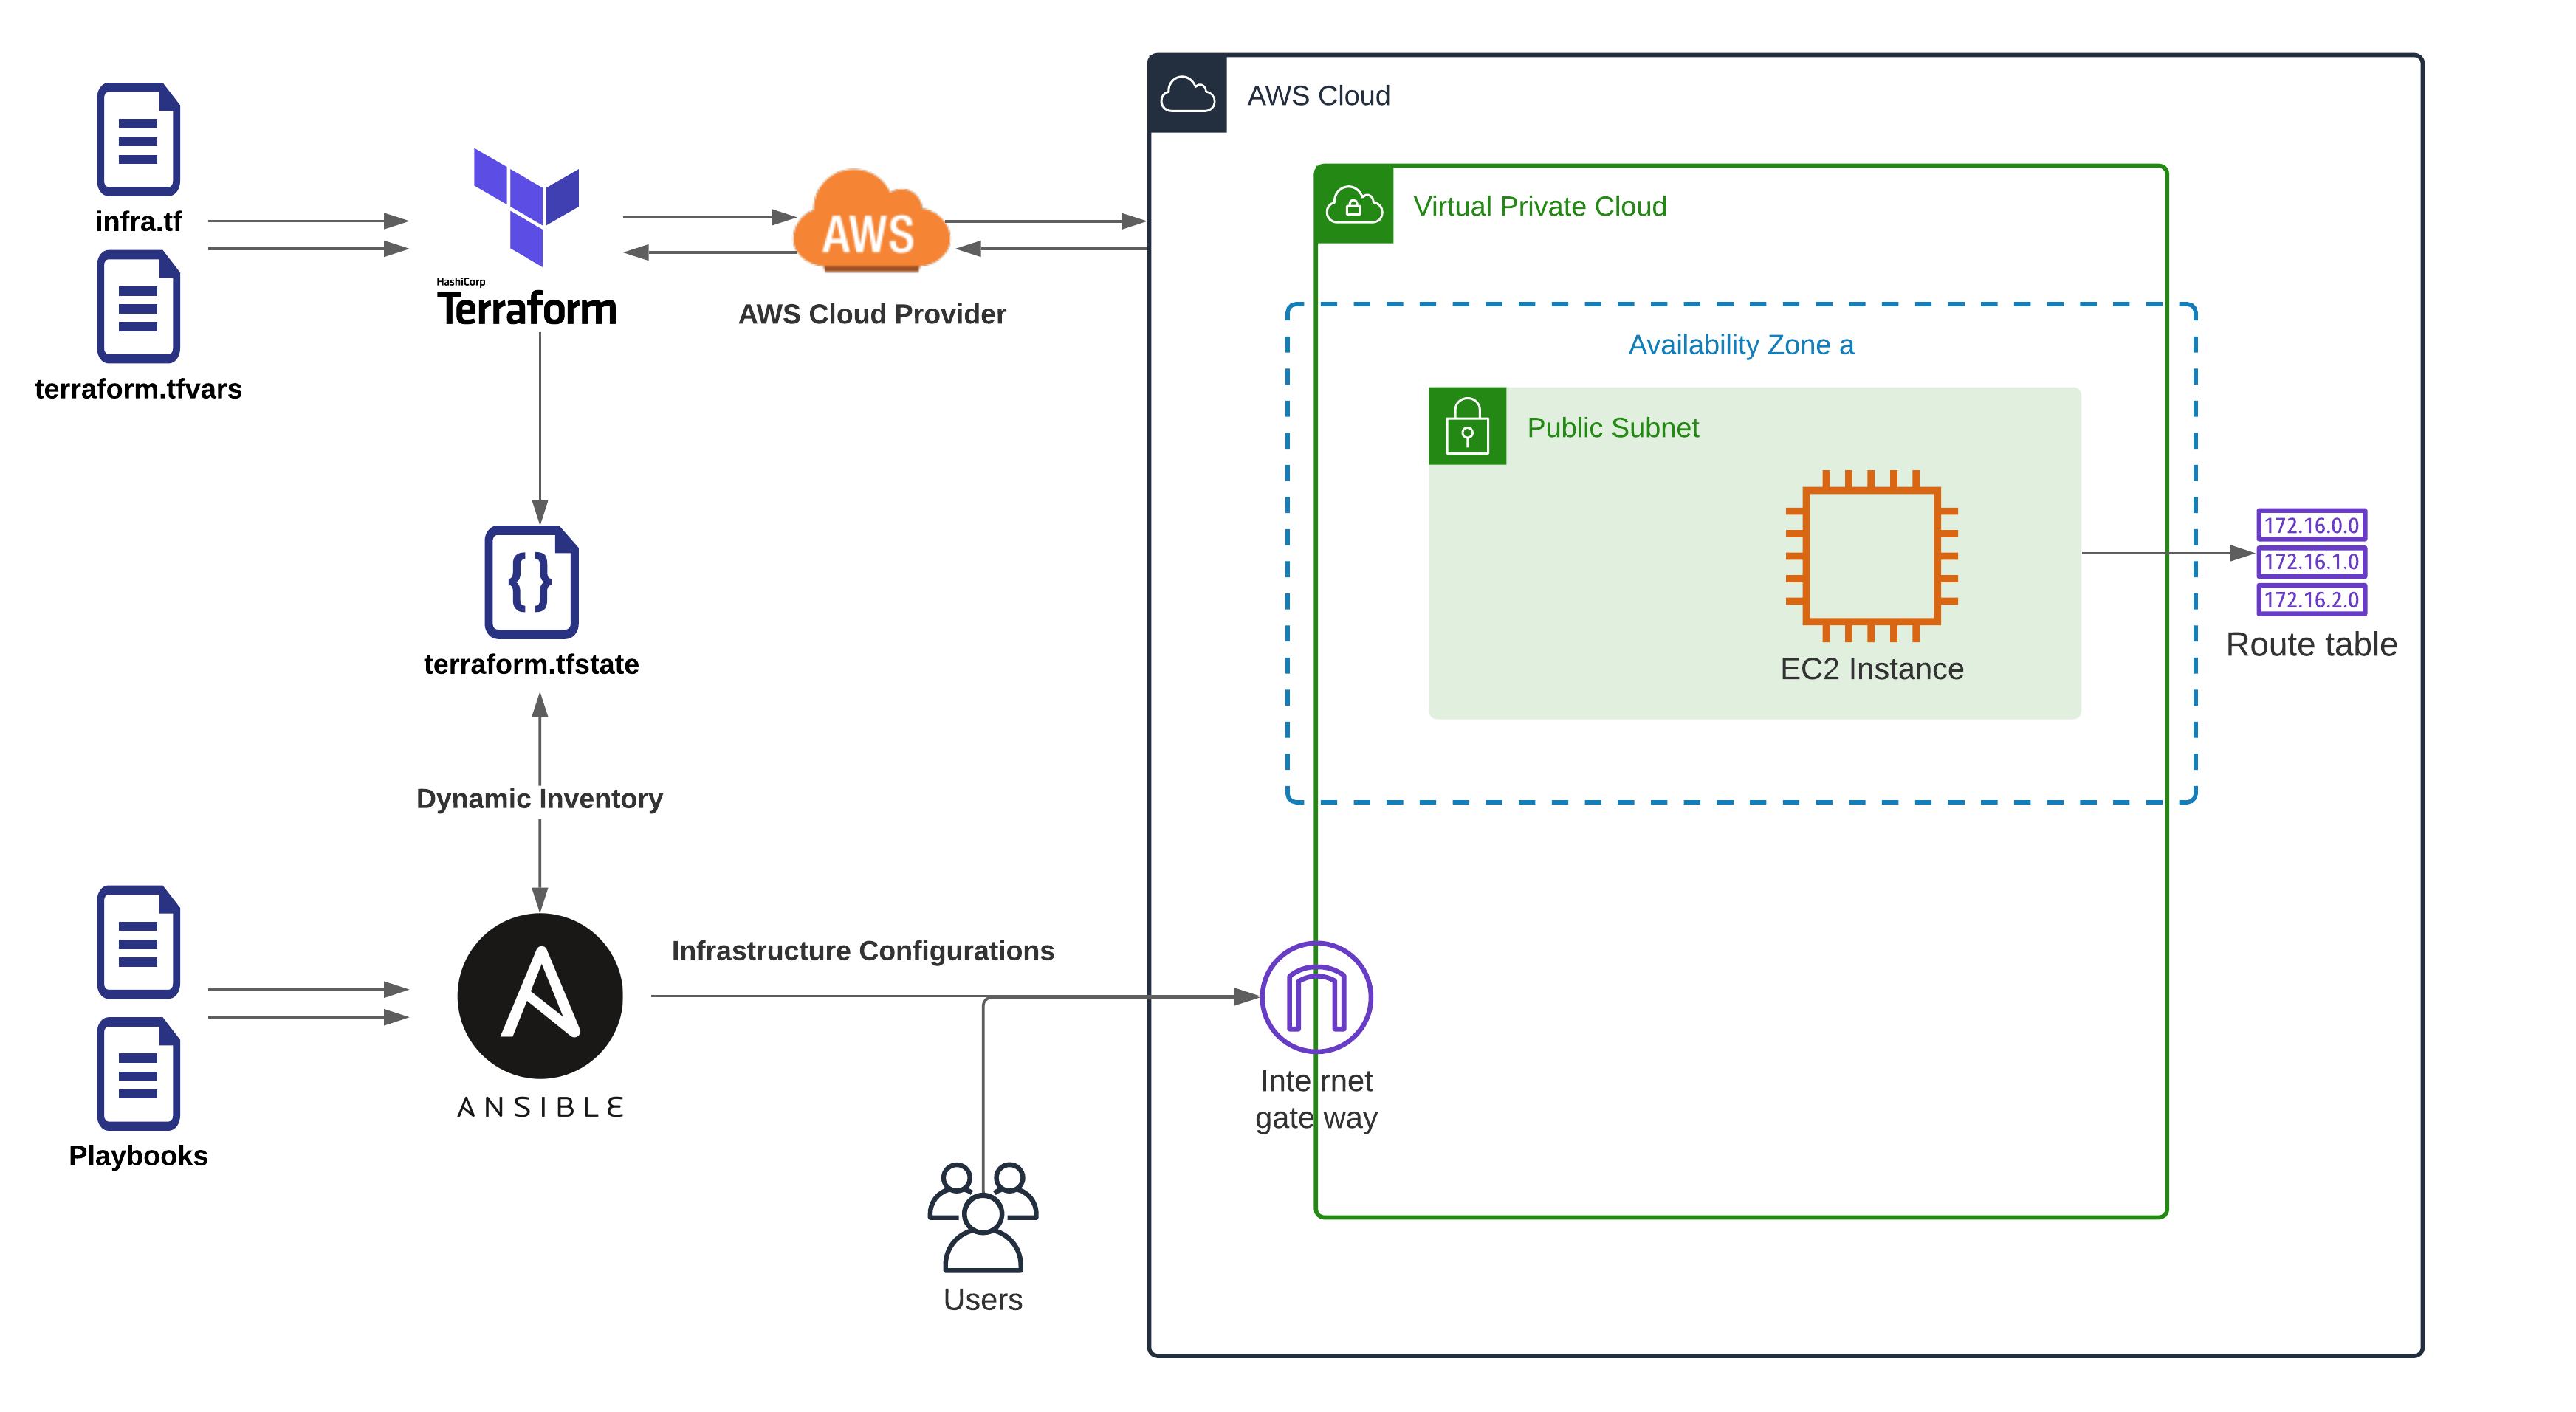 AWS Cloud
infra.tf
HashiCorp
Terraform
AWS
Virtual Private Cloud
AWS Cloud Provider
terraform.tfvars
Availability Zone a
Public Subnet
172.16.0.0
172.16.1.0
172.16.2.0
Route table
EC2 Instance
terraform.tfstate
{}
Dynamic Inventory
Infrastructure Configurations
ANSIBLE
Internet
gate way
Playbooks
Users